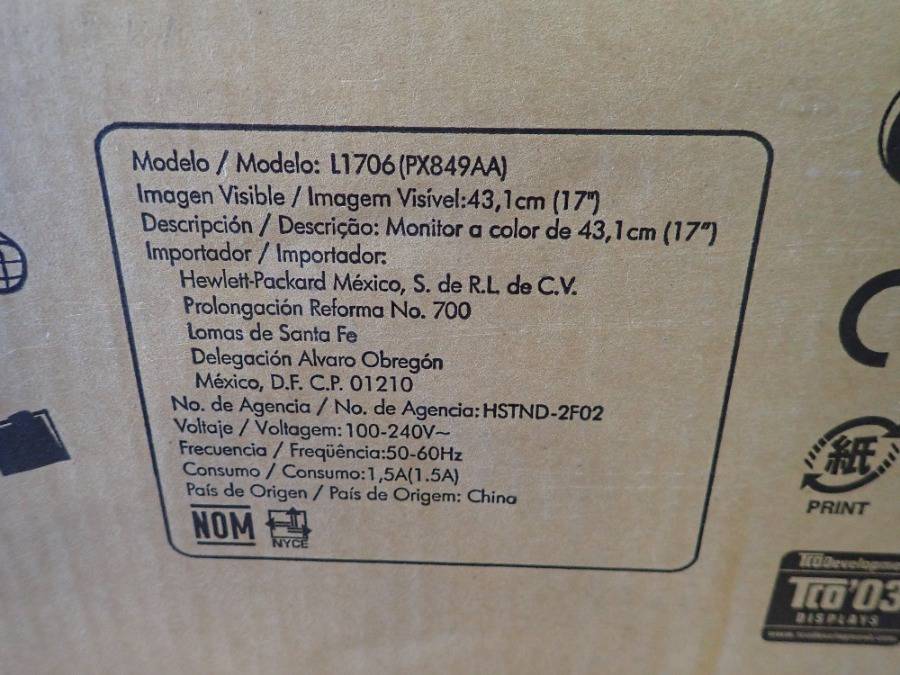 Modelo / Modelo: L1706(PX849AA)
Imagen Visible / Imagem Visível:43,1cm (17")
Descripción / Descrição: Monitor a color de 43,1cm (17")
Importador / Importador:
Hewlett-Packard México, S. de R.L. de C.V.
Prolongación Reforma No. 700
Lomas de Santa Fe
Delegación Alvaro Obregón
México, D.F. C.P. 01210
No. de Agencia / No. de Agencia: HSTND-2F02
Voltaje / Voltagem: 100-240V~
Frecuencia / Freqüência:50-60Hz
Consumo / Consumo:1,5A(1.5A)
País de Origen / País de Origem: China
NOM
NYCE
紙
PRINT
TCO'03
DISPLAYS